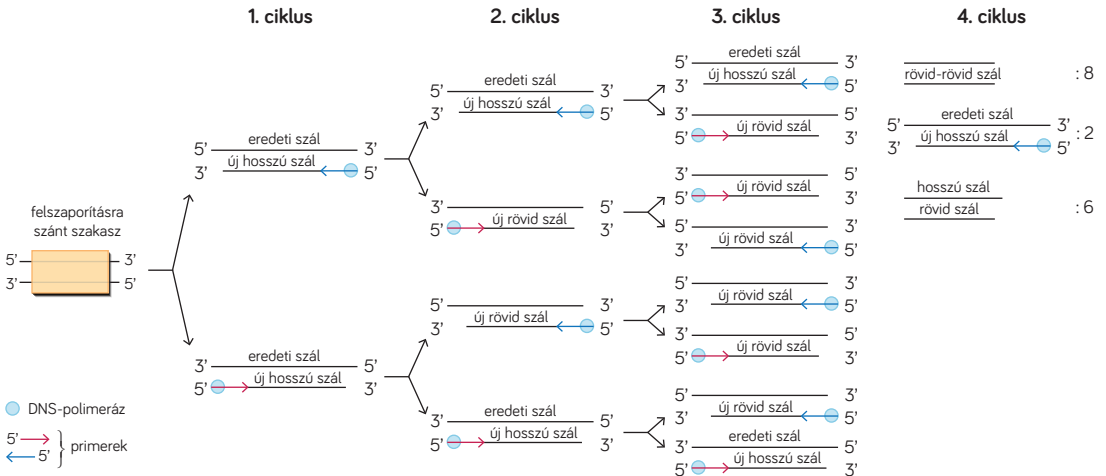 1. ciklus
2. ciklus
3. ciklus
4. ciklus
felszaporításra
szánt szakasz
5’ 3’
3’ 5’
5’ eredeti szál 3’
3’ új hosszú szál 5’
3’ eredeti szál 5’
5’ új hosszú szál 3’
5’ eredeti szál 3’
3’ új hosszú szál 5’
3’ 5’
5’ új rövid szál 3’
5’ 3’
3’ új rövid szál 5’
3’ eredeti szál 5’
5’ új hosszú szál 3’
5’ eredeti szál 3’
3’ új hosszú szál 5’
3’ 5’
5’ új rövid szál 3’
3’ 5’
5’ új rövid szál 3’
5’ 3’
3’ új rövid szál 5’
5’ 3’
3’ új rövid szál 5’
3’ 5’
5’ új rövid szál 3’
5’ 3’
3’ új rövid szál 5’
3’ eredeti szál 5’
5’ új hosszú szál 3’
rövid-rövid szál : 8
5’ eredeti szál 3’
: 2
3’ új hosszú szál 5’
hosszú szál
rövid szál : 6
DNS-polimeráz
5’
5’
primerek